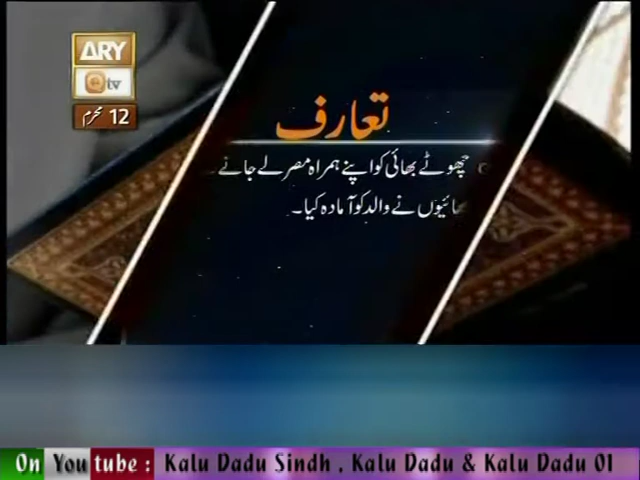 ARY
Qtv
12 محرم
تعارف
چھوٹے بھائی کو اپنے ہمراہ مصر لے جانے
بھائیوں نے والد کو آمادہ کیا۔
On YouTube : Kalu Dadu Sindh , Kalu Dadu & Kalu Dadu 01